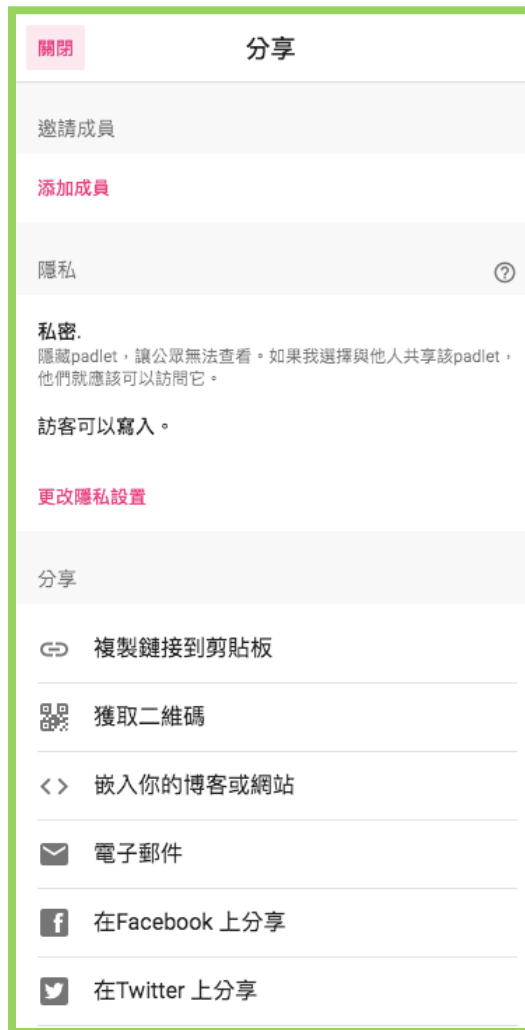 關閉
分享
邀請成員
添加成員
隱私
私密.
隱藏padlet，讓公眾無法查看。如果我選擇與他人共享該padlet，
他們就應該可以訪問它。
訪客可以寫入。
更改隱私設置
分享
複製鏈接到剪貼板
獲取二維碼
嵌入你的博客或網站
電子郵件
在Facebook 上分享
在Twitter 上分享